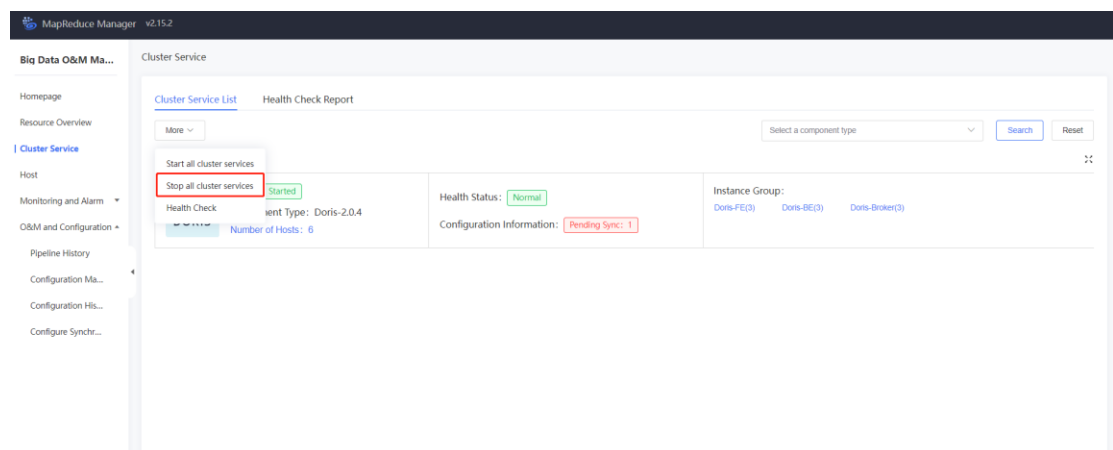 MapReduce Manager v2.15.2
Big Data O&M Ma...
Cluster Service
Homepage
Resource Overview
Cluster Service
Host
Monitoring and Alarm
O&M and Configuration
Pipeline History
Configuration Ma...
Configuration His...
Configure Synchr...
Cluster Service List Health Check Report
More
Select a component type
Search
Reset
Start all cluster services
Stop all cluster services
Health Check
Started
ent Type: Doris-2.0.4
Number of Hosts: 6
Health Status: Normal
Configuration Information: Pending Sync: 1
Instance Group:
Doris-FE(3) Doris-BE(3) Doris-Broker(3)